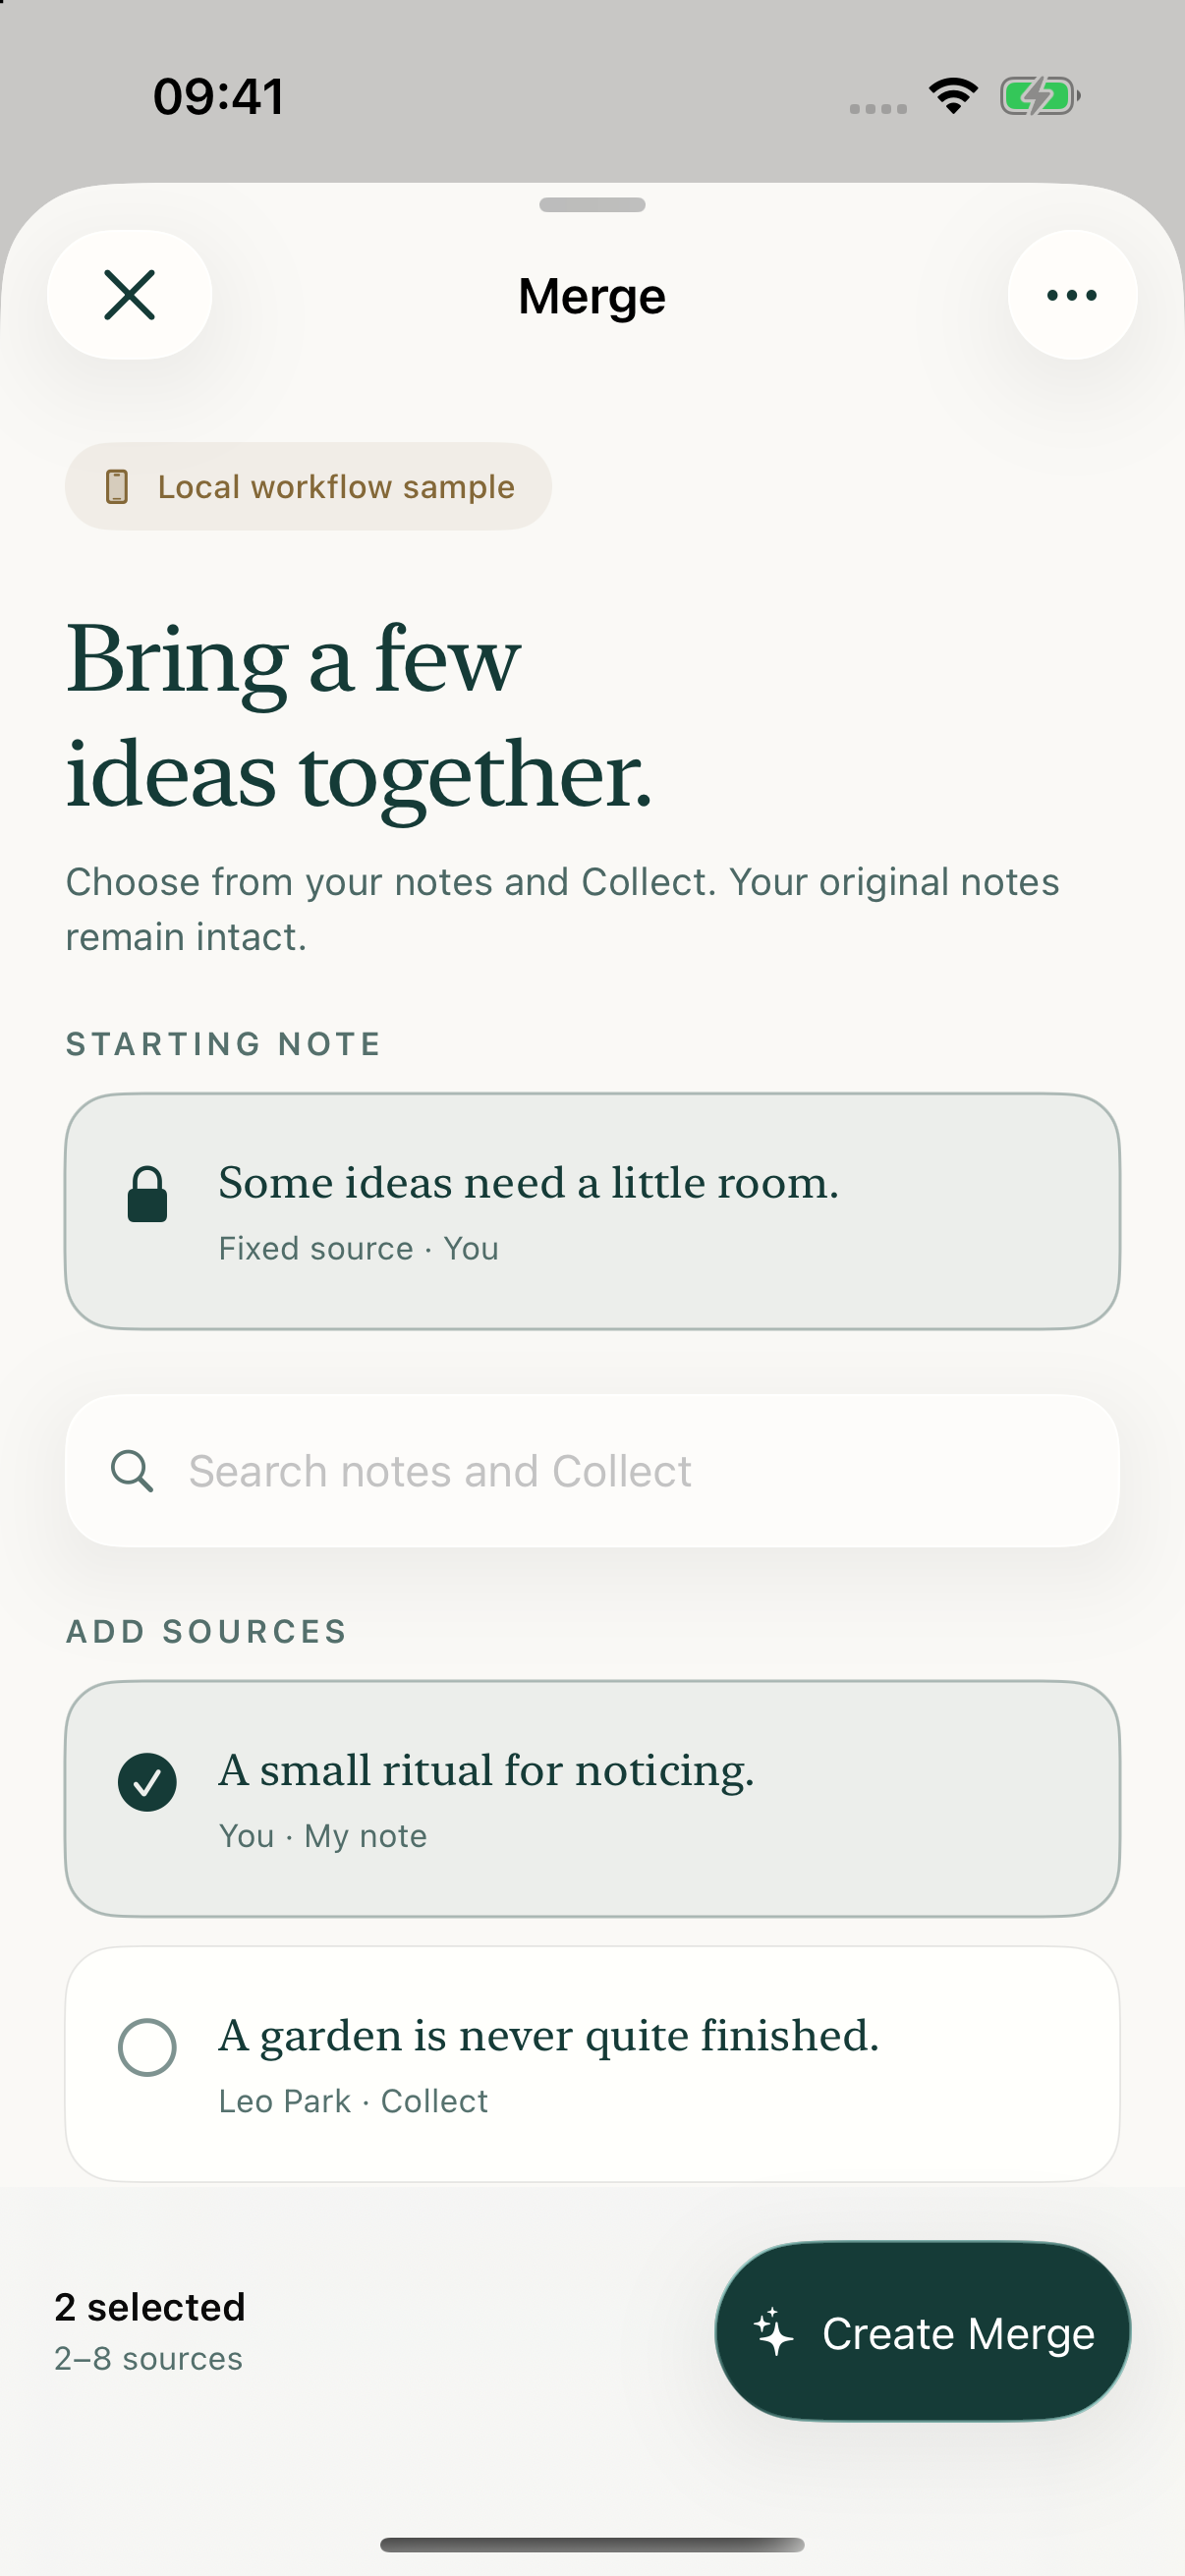 09:41
Merge
Local workflow sample
Bring a few
ideas together.
Choose from your notes and Collect. Your original notes
remain intact.
STARTING NOTE
Some ideas need a little room.
Fixed source · You
Search notes and Collect
ADD SOURCES
A small ritual for noticing.
You · My note
A garden is never quite finished.
Leo Park · Collect
2 selected
2–8 sources
Create Merge